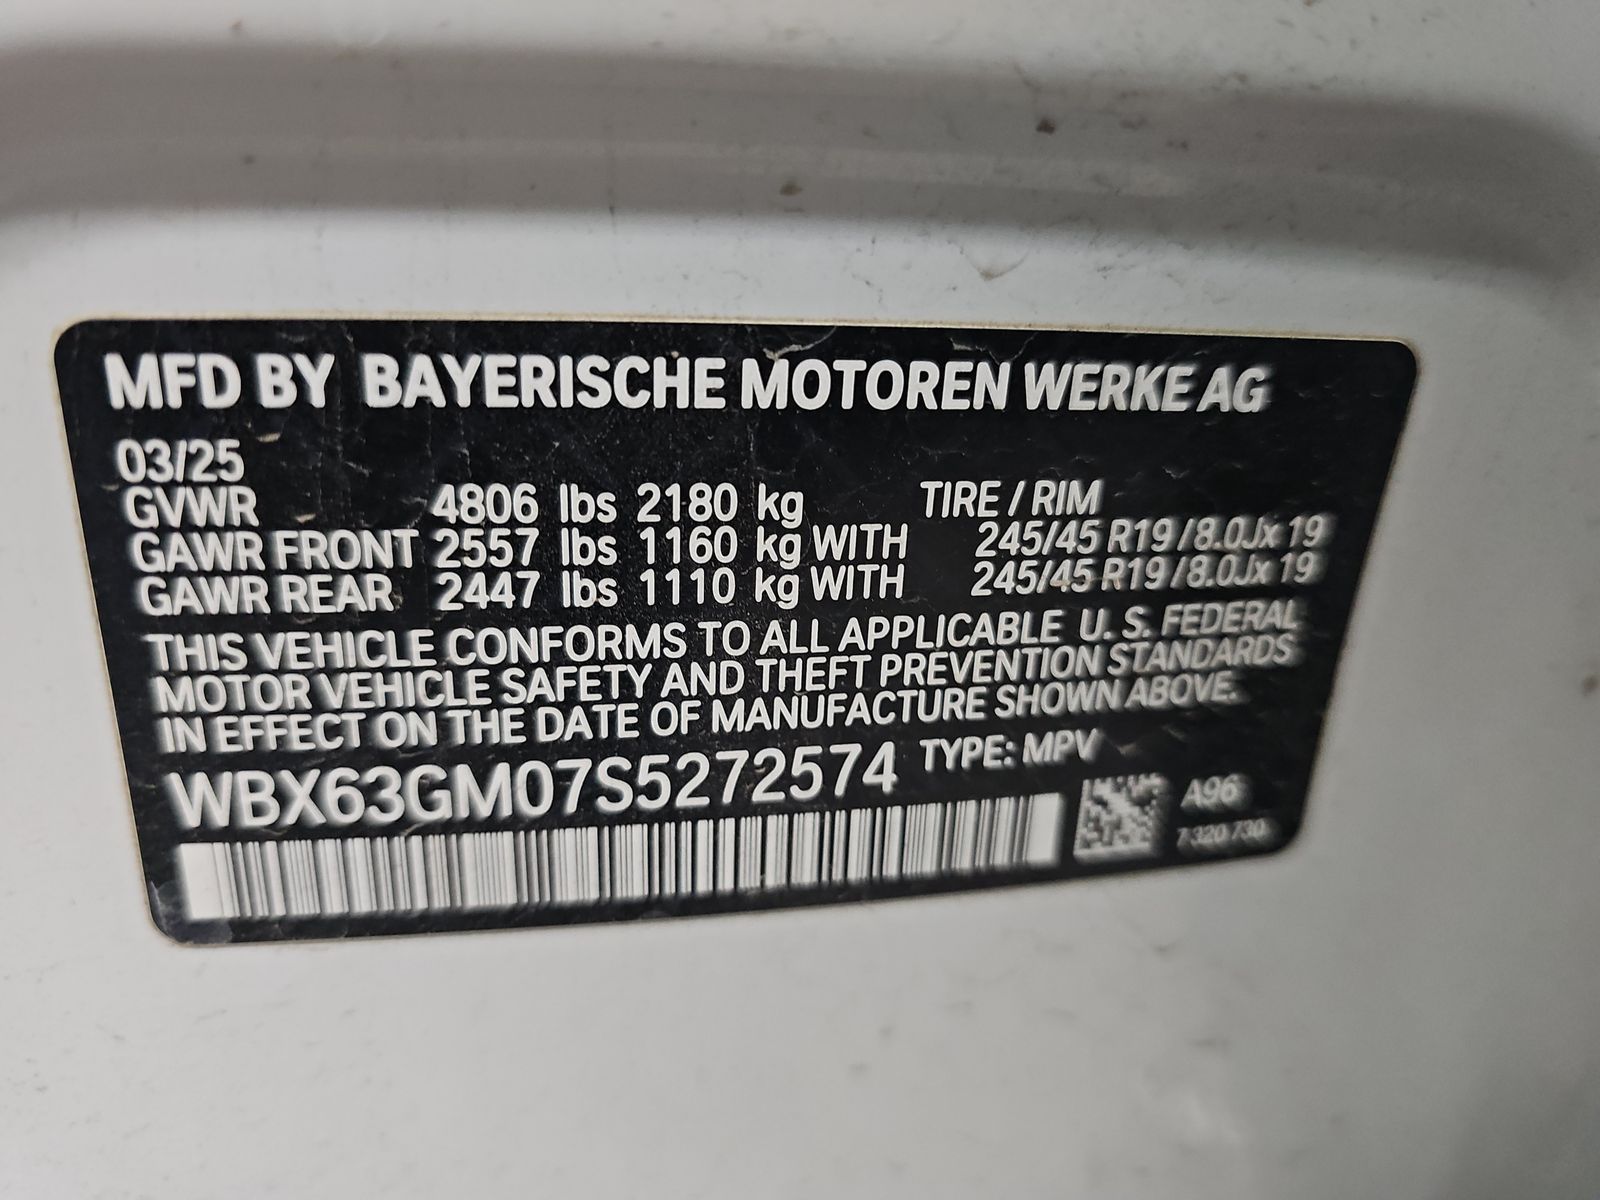 MFD BY BAYERISCHE MOTOREN WERKE AG
03/25
GVWR 4806 lbs 2180 kg TIRE / RIM
GAWR FRONT 2557 lbs 1160 kg WITH 245/45 R19 / 8.0Jx 19
GAWR REAR 2447 lbs 1110 kg WITH 245/45 R19 / 8.0Jx 19
THIS VEHICLE CONFORMS TO ALL APPLICABLE U. S. FEDERAL
MOTOR VEHICLE SAFETY AND THEFT PREVENTION STANDARDS
IN EFFECT ON THE DATE OF MANUFACTURE SHOWN ABOVE.
WBX63GM07S5272574 TYPE: MPV
A96
7 320 730